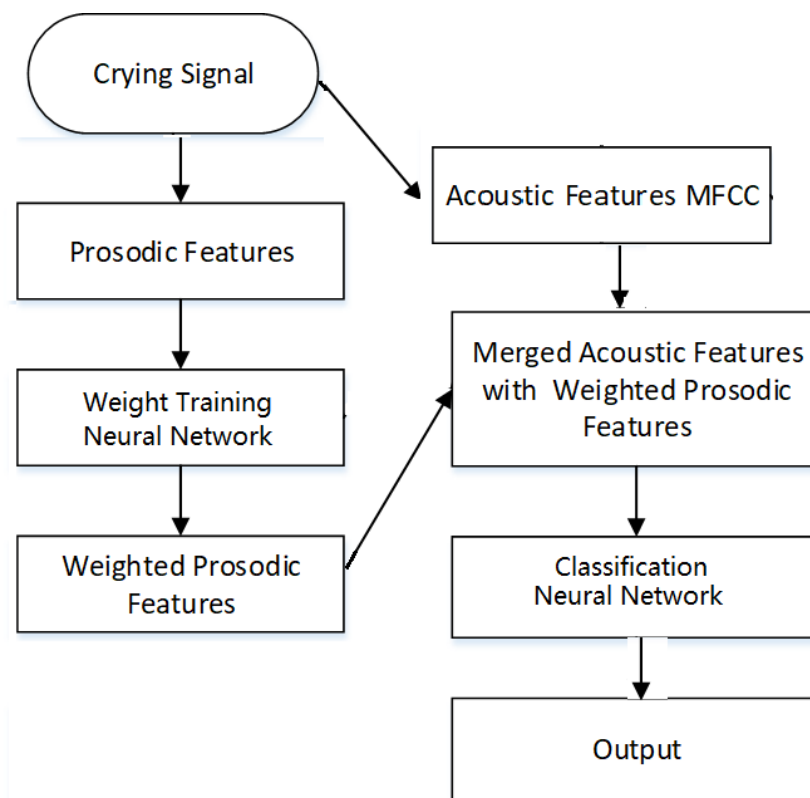 Crying Signal
Prosodic Features
Weight Training
Neural Network
Weighted Prosodic
Features
Acoustic Features MFCC
Merged Acoustic Features
with Weighted Prosodic
Features
Classification
Neural Network
Output